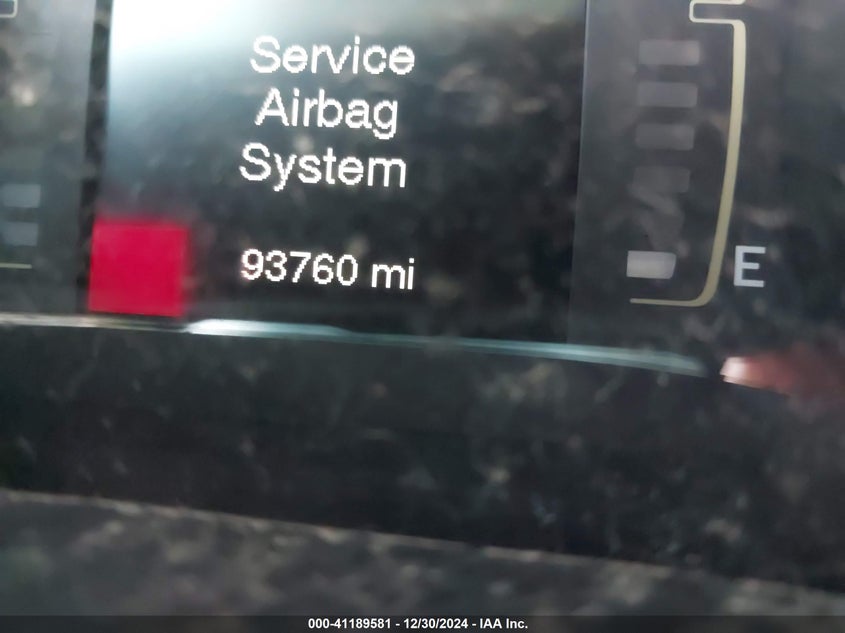 Service
Airbag
System
93760 mi
E
000-41189581 - 12/30/2024 - IAA Inc.